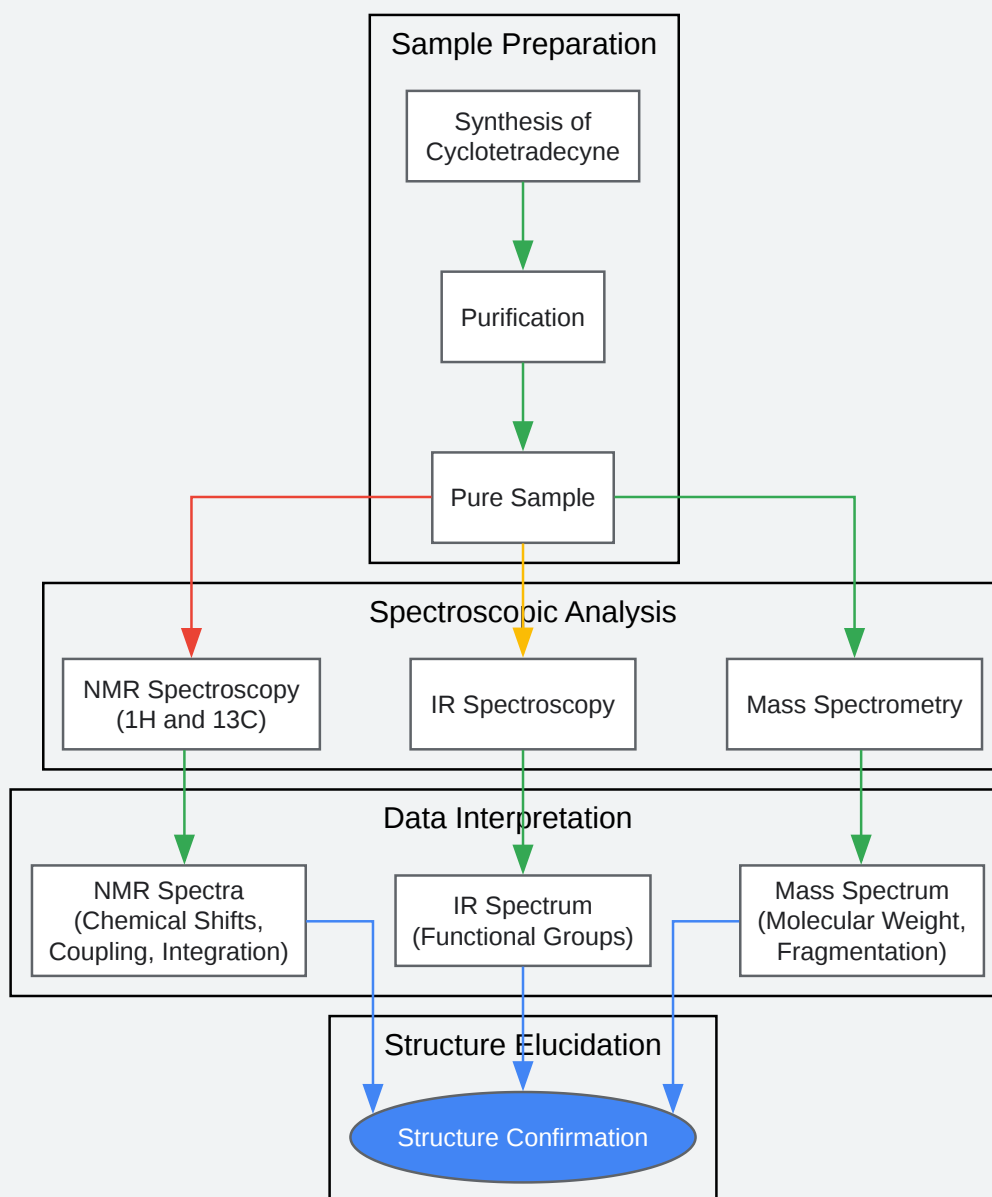 Sample Preparation
Synthesis of
Cyclotetradecyne
Purification
Pure Sample
Spectroscopic Analysis
NMR Spectroscopy
(1H and 13C)
IR Spectroscopy
Mass Spectrometry
Data Interpretation
NMR Spectra
(Chemical Shifts,
Coupling, Integration)
IR Spectrum
(Functional Groups)
Mass Spectrum
(Molecular Weight,
Fragmentation)
Structure Elucidation
Structure Confirmation